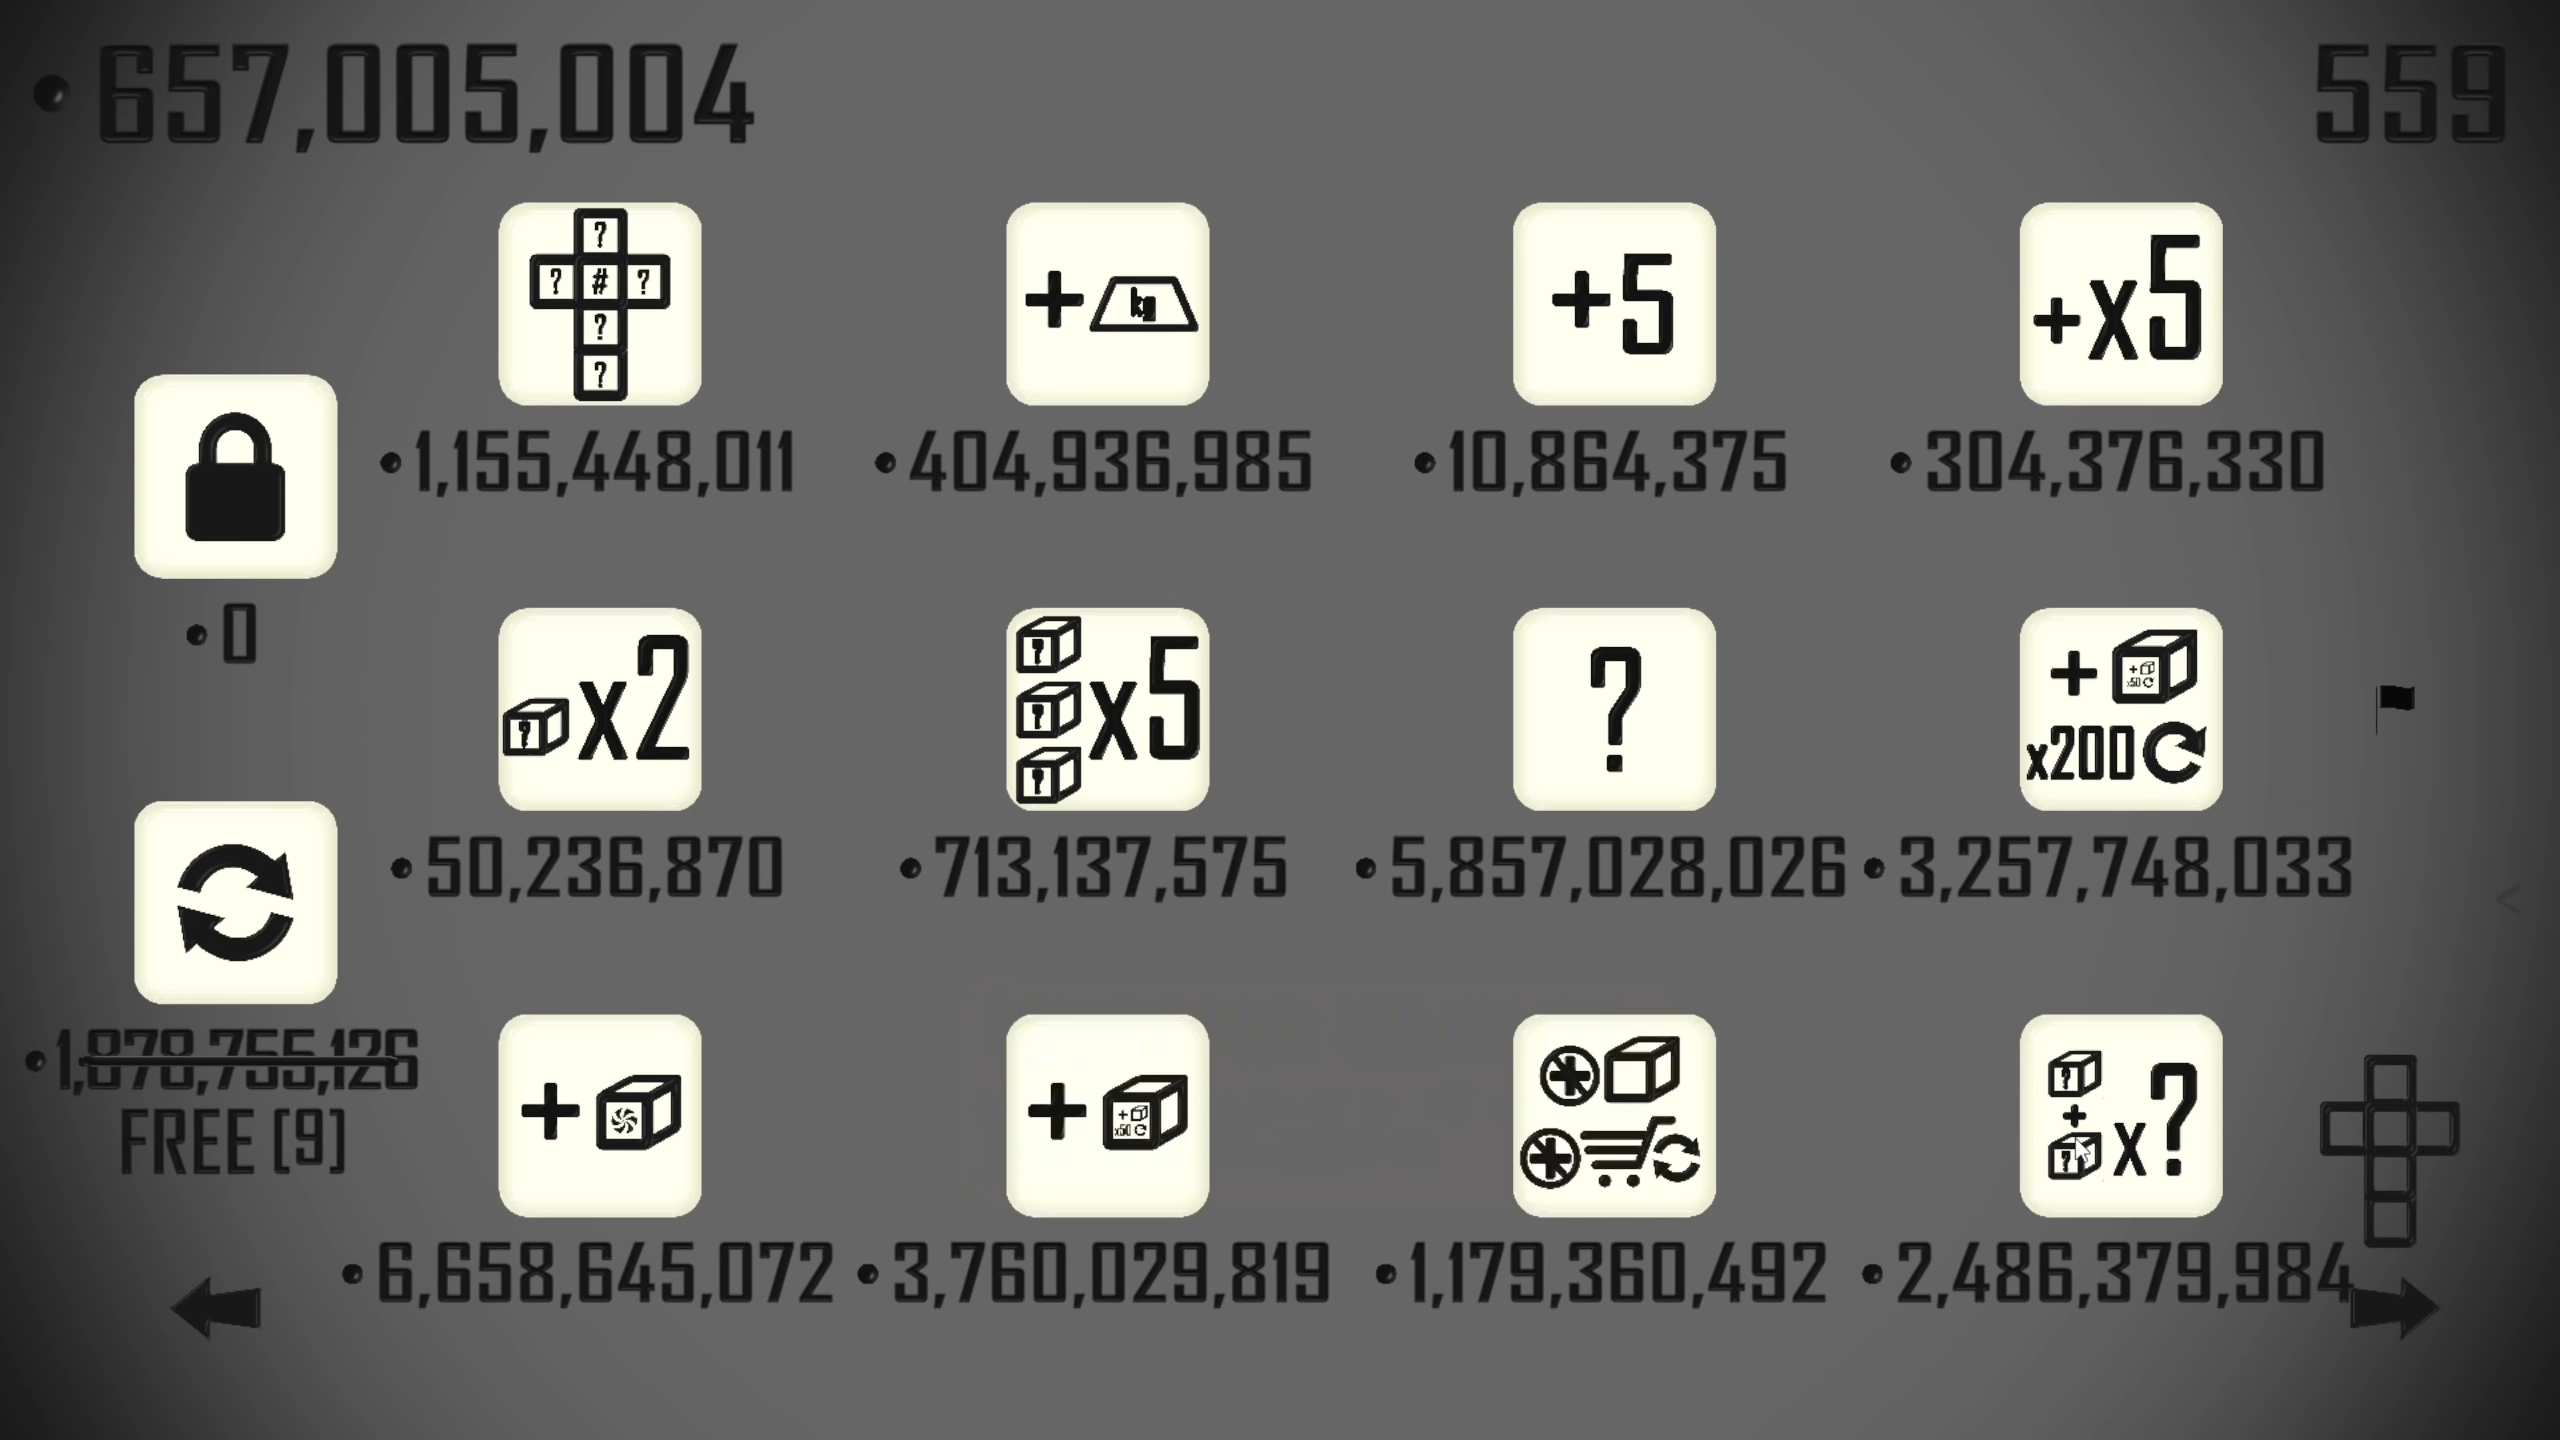 657,005,004
559
?
? # ?
?
?
+ kg
+5
+x5
1,155,448,011
404,936,985
10,864,375
304,376,330
0
? x2
? ? ? x5
?
+ + x50
x200
50,236,870
713,137,575
5,857,028,026
3,257,748,033
<
1,878,755,126
FREE [9]
+
+ + x50
? + ? x?
6,658,645,072
3,760,029,819
1,179,360,492
2,486,379,984